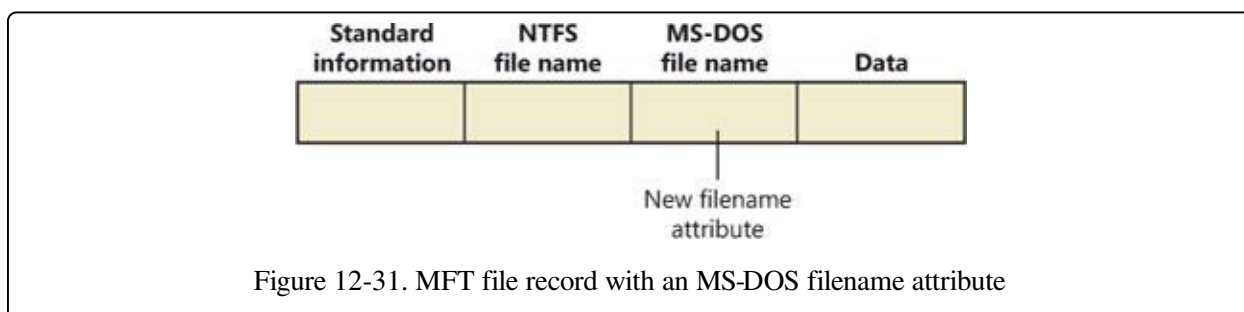 Standard information
NTFS file name
MS-DOS file name
Data
New filename attribute
Figure 12-31. MFT file record with an MS-DOS filename attribute